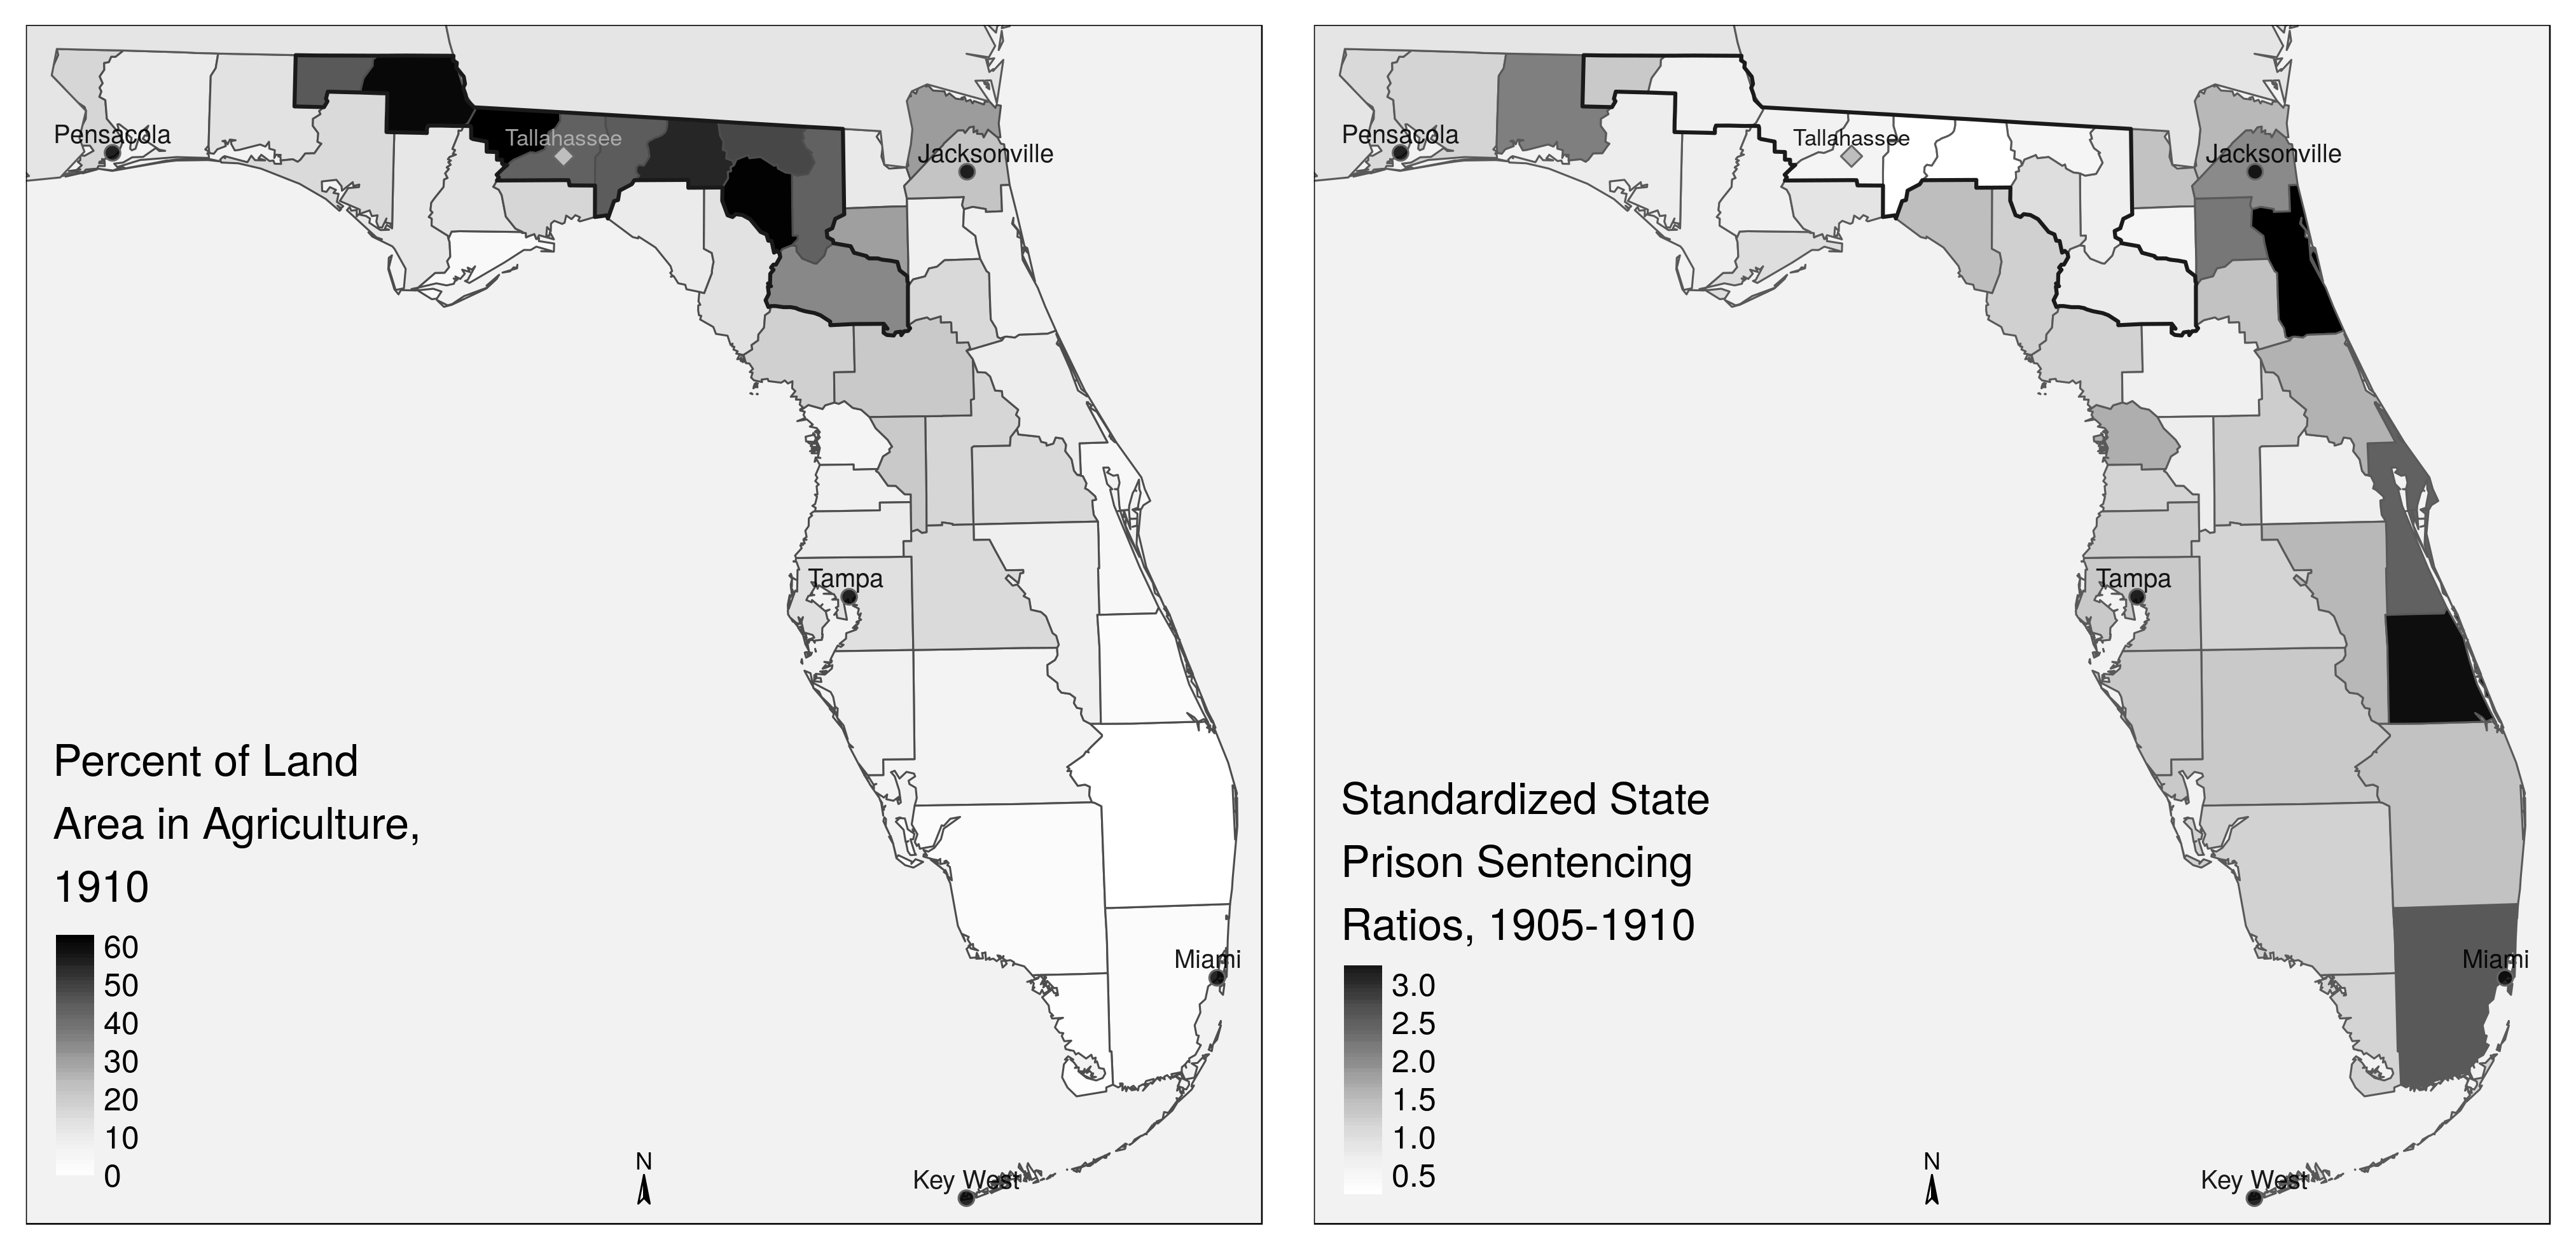 Pensacola
Tallahassee
Jacksonville
Tampa
Percent of Land
Area in Agriculture,
1910
60
50
40
30
20
10
0
Miami
N
Key West
Pensacola
Tallahassee
Jacksonville
Tampa
Standardized State
Prison Sentencing
Ratios, 1905-1910
3.0
2.5
2.0
1.5
1.0
0.5
Miami
N
Key West